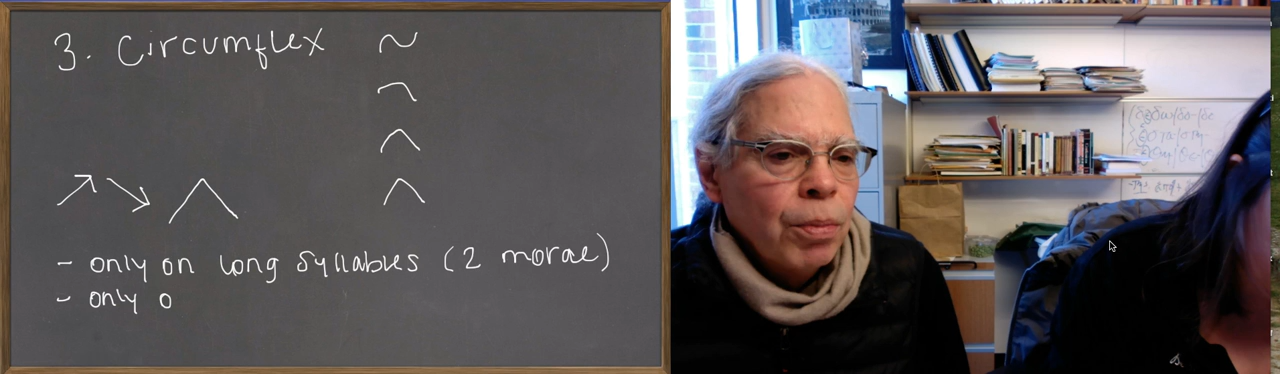 3. Circumflex ~
- only on long syllables (2 morae)
- only o